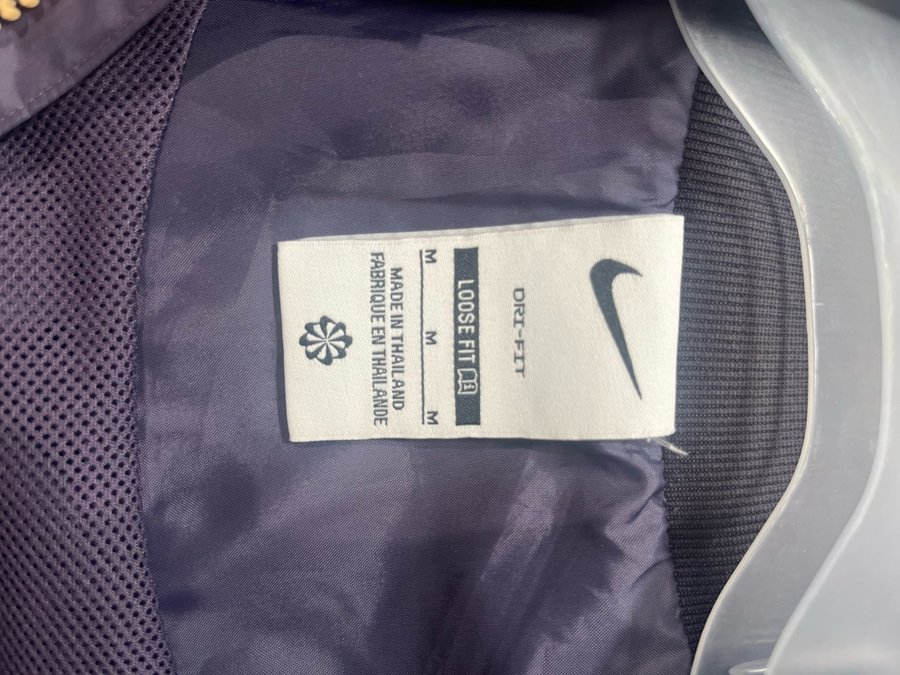 DRI-FIT
LOOSE FIT
M M M
MADE IN THAILAND
FABRIQUE EN THAILANDE